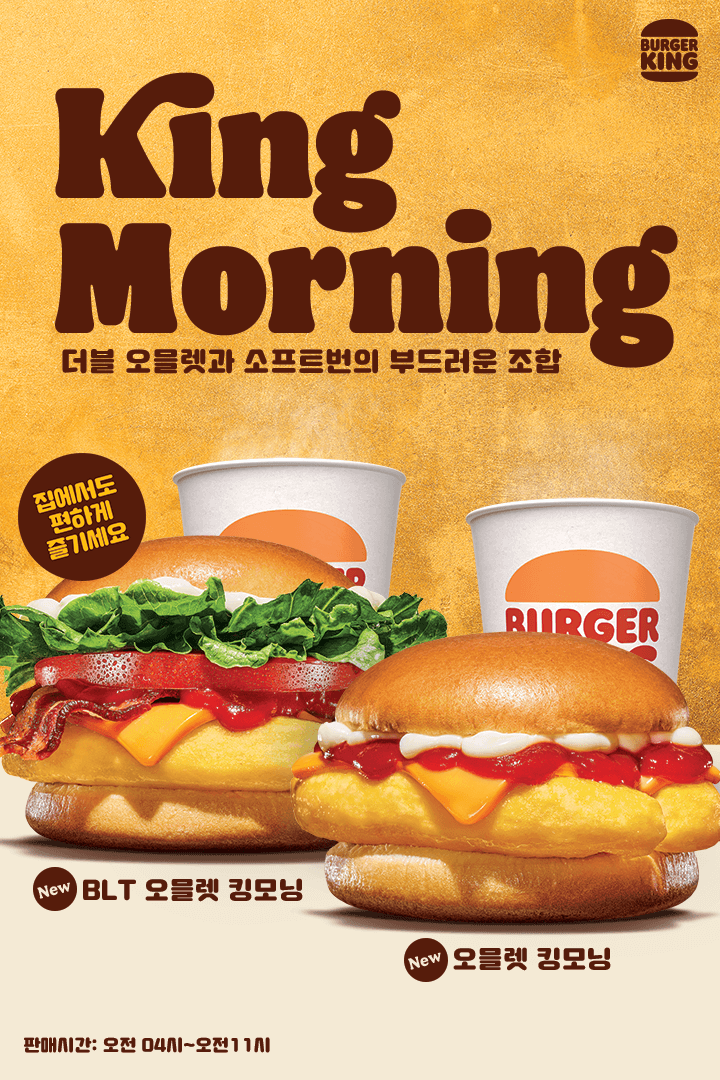 BURGER
KING
King
Morning
더블 오믈렛과 소프트번의 부드러운 조합
집에서도
편하게
즐기세요
BURGER
New BLT 오믈렛 킹모닝
New 오믈렛 킹모닝
판매시간: 오전 04시~오전11시